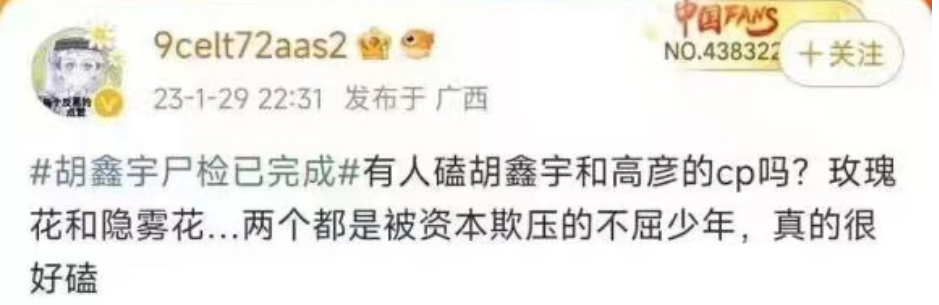 中国FANS
9celt72aas2
NO.438322
十关注
23-1-29 22:31 发布于 广西
#胡鑫宇尸检已完成#有人磕胡鑫宇和高彦的cp吗？玫瑰
花和隐雾花...两个都是被资本欺压的不屈少年，真的很
好磕